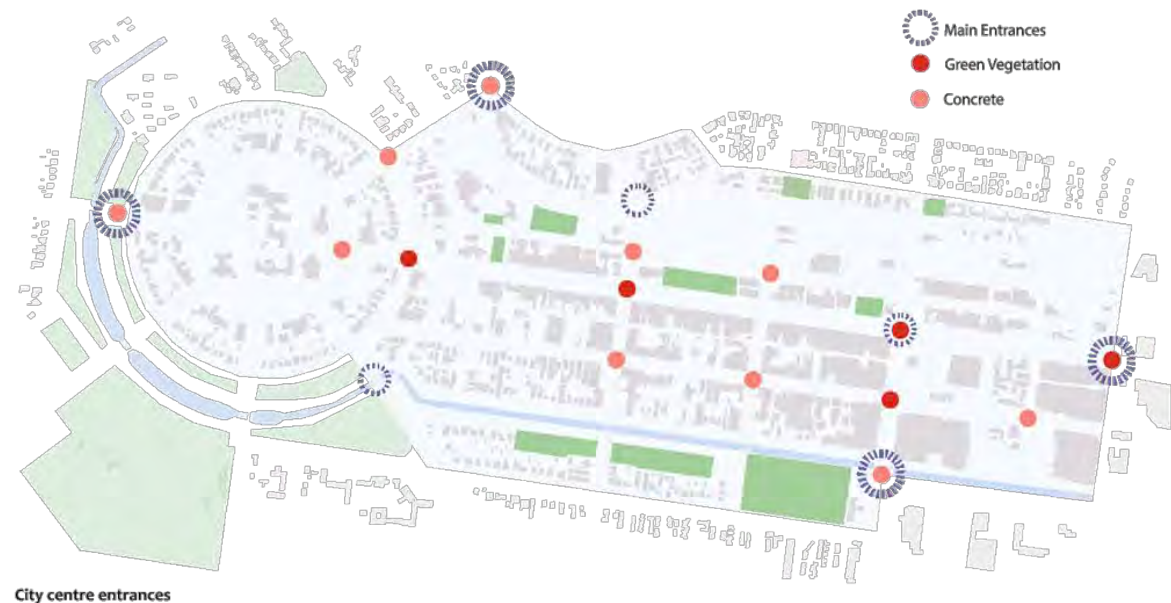 Main Entrances
Green Vegetation
Concrete
City centre entrances